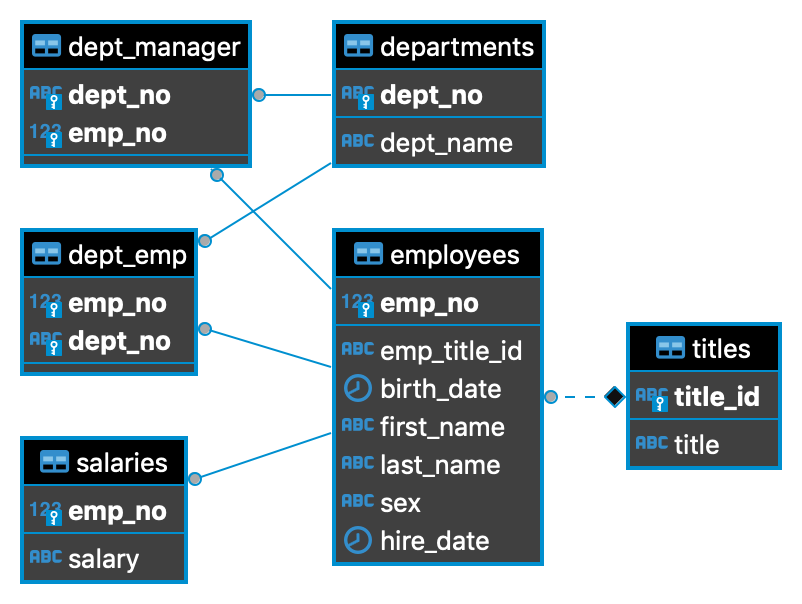 dept_manager
ABC dept_no
123 emp_no
departments
ABC dept_no
ABC dept_name
dept_emp
123 emp_no
ABC dept_no
employees
123 emp_no
ABC emp_title_id
birth_date
ABC first_name
ABC last_name
ABC sex
hire_date
titles
ABC title_id
ABC title
salaries
123 emp_no
ABC salary